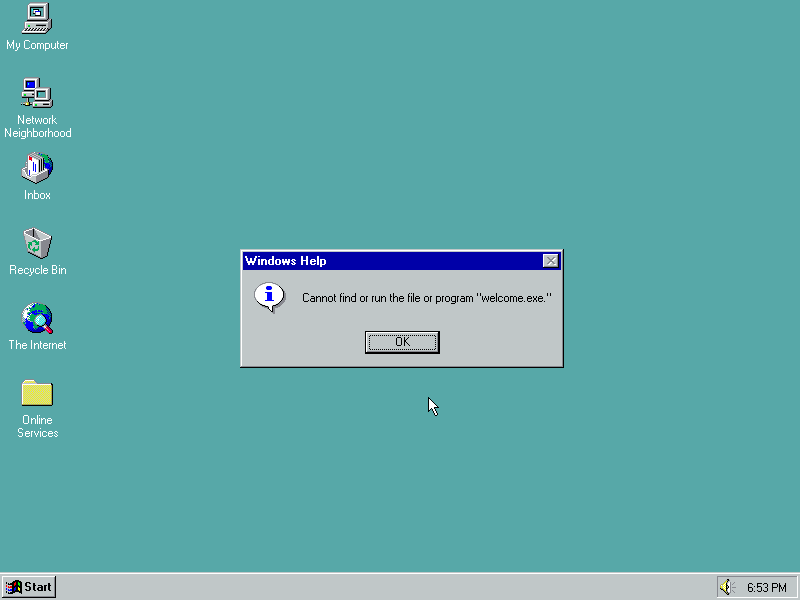 My Computer
Network
Neighborhood
Inbox
Recycle Bin
The Internet
Online
Services
Windows Help
Cannot find or run the file or program "welcome.exe."
OK
Start
6:53 PM